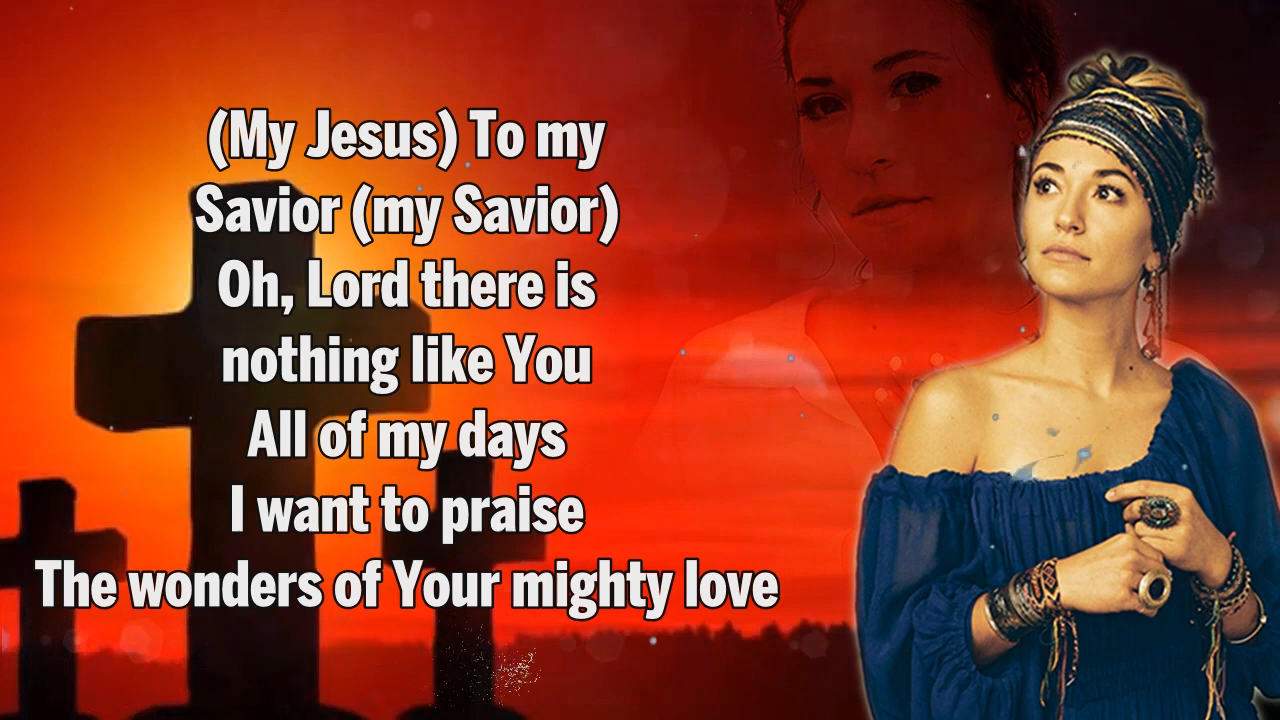 (My Jesus) To my
Savior (my Savior)
Oh, Lord there is
nothing like You
All of my days
I want to praise
The wonders of Your mighty love